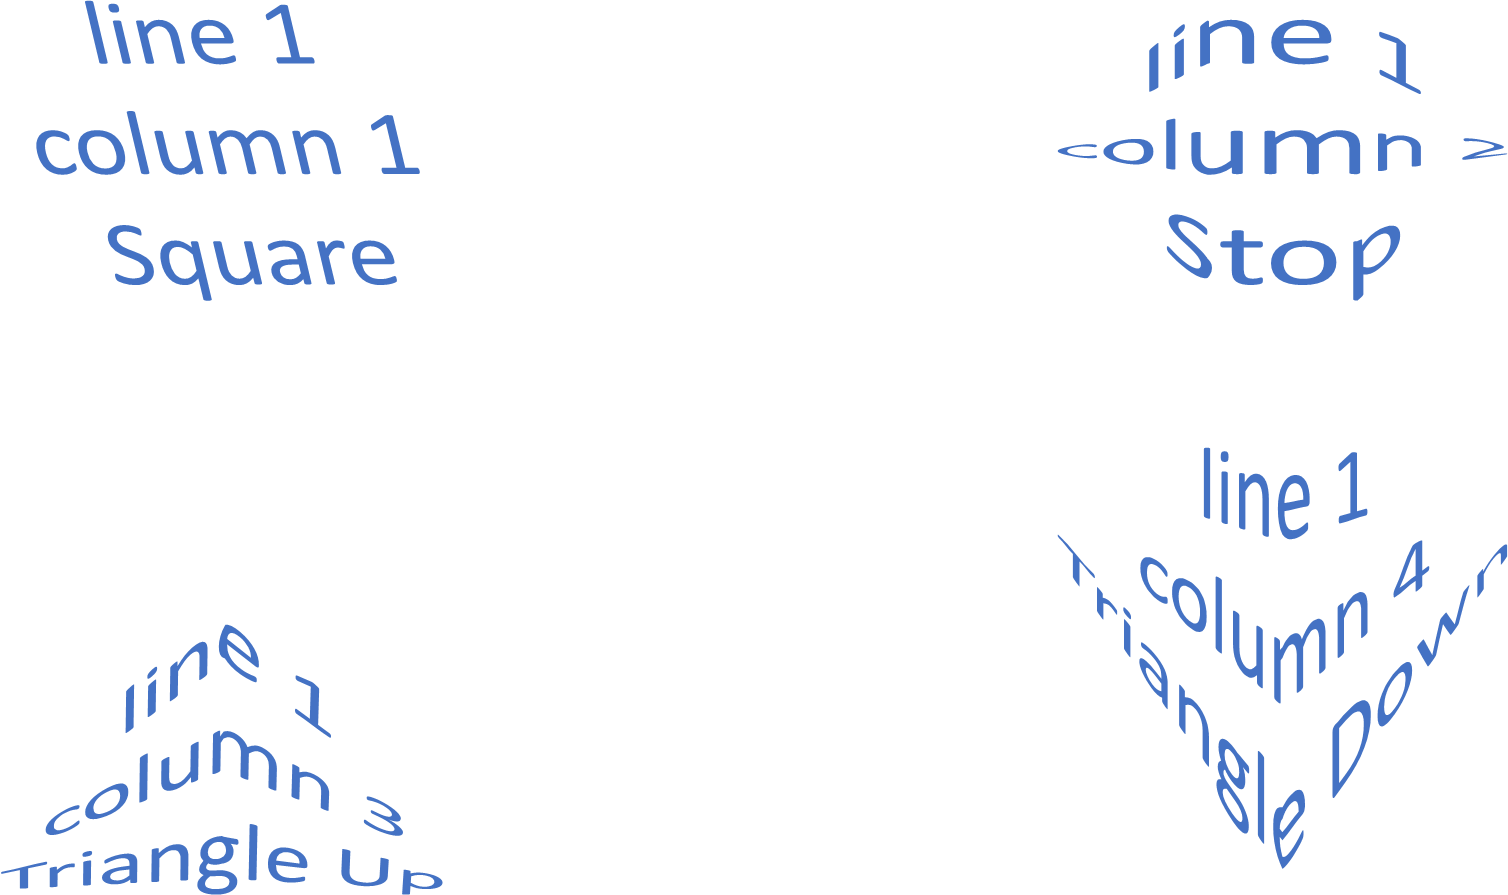 line 1
column 1
Square
line 1
column 2
Stop
line 1
column 3
Triangle Up
line 1
column 4
Triangle Down